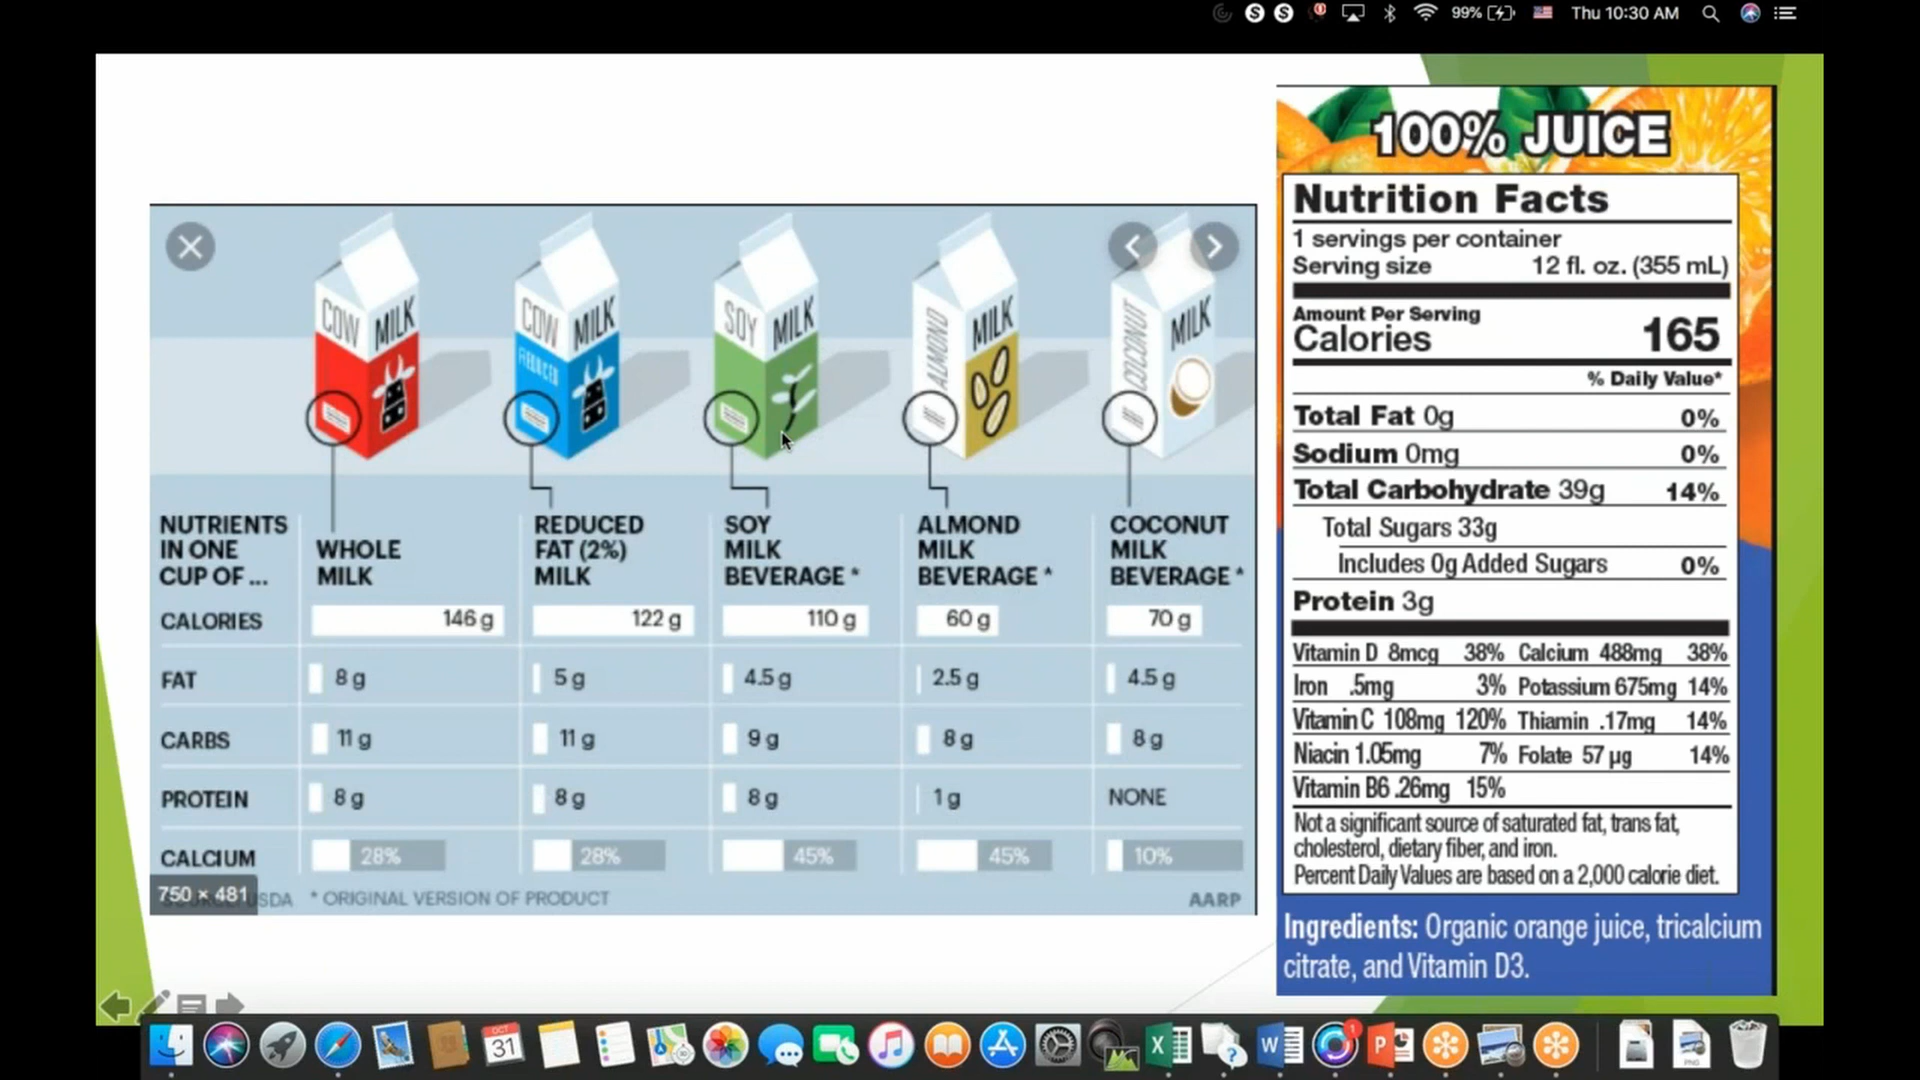 99%
Thu 10:30 AM
COW MILK
COW MILK
REDUCED
SOY MILK
ALMOND MILK
COCONUT MILK
NUTRIENTS
IN ONE
CUP OF ...
WHOLE
MILK
REDUCED
FAT (2%)
MILK
SOY
MILK
BEVERAGE *
ALMOND
MILK
BEVERAGE *
COCONUT
MILK
BEVERAGE *
CALORIES 146 g 122 g 110 g 60 g 70 g
FAT 8 g 5 g 4.5 g 2.5 g 4.5 g
CARBS 11 g 11 g 9 g 8 g 8 g
PROTEIN 8 g 8 g 8 g 1 g NONE
CALCIUM 28% 28% 45% 45% 10%
750 × 481
USDA * ORIGINAL VERSION OF PRODUCT AARP
100% JUICE
Nutrition Facts
1 servings per container
Serving size 12 fl. oz. (355 mL)
Amount Per Serving
Calories 165
% Daily Value*
Total Fat 0g 0%
Sodium 0mg 0%
Total Carbohydrate 39g 14%
Total Sugars 33g
Includes 0g Added Sugars 0%
Protein 3g
Vitamin D 8mcg 38% Calcium 488mg 38%
Iron .5mg 3% Potassium 675mg 14%
Vitamin C 108mg 120% Thiamin .17mg 14%
Niacin 1.05mg 7% Folate 57 µg 14%
Vitamin B6 .26mg 15%
Not a significant source of saturated fat, trans fat,
cholesterol, dietary fiber, and iron.
Percent Daily Values are based on a 2,000 calorie diet.
Ingredients: Organic orange juice, tricalcium
citrate, and Vitamin D3.
OCT
31